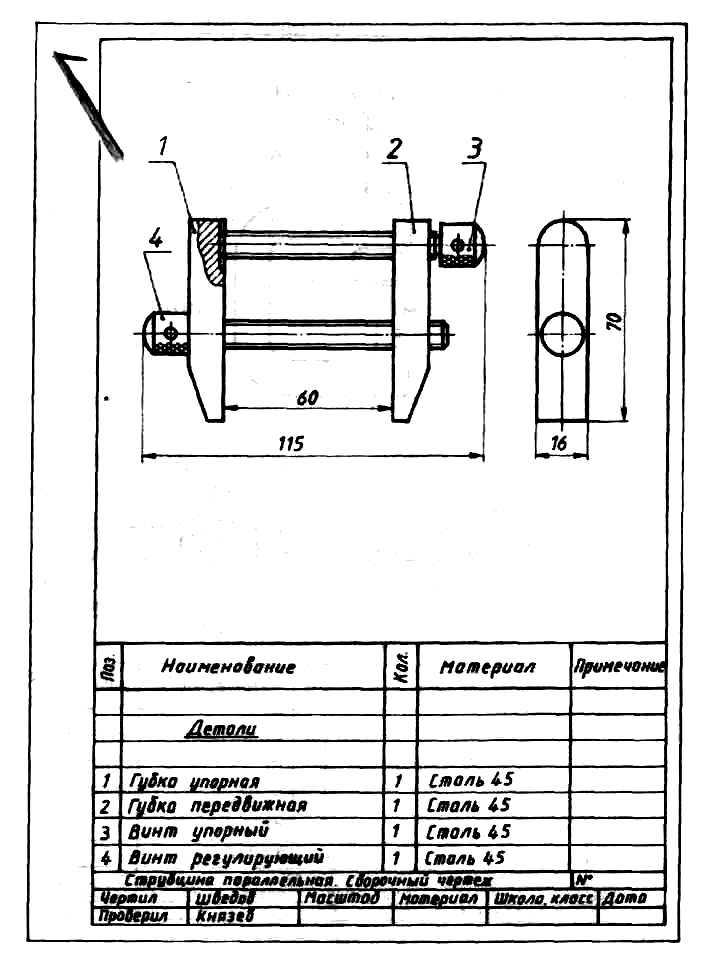 1 2 3
4
60
115
70
16
Поз. Наименование Кол. Материал Примечание
Детали
1 Губка упорная 1 Сталь 45
2 Губка передвижная 1 Сталь 45
3 Винт упорный 1 Сталь 45
4 Винт регулирующий 1 Сталь 45
Струбцина параллельная. Сборочный чертеж №
Чертил Шведов Масштаб Материал Школа, класс Дата
Проверил Князев